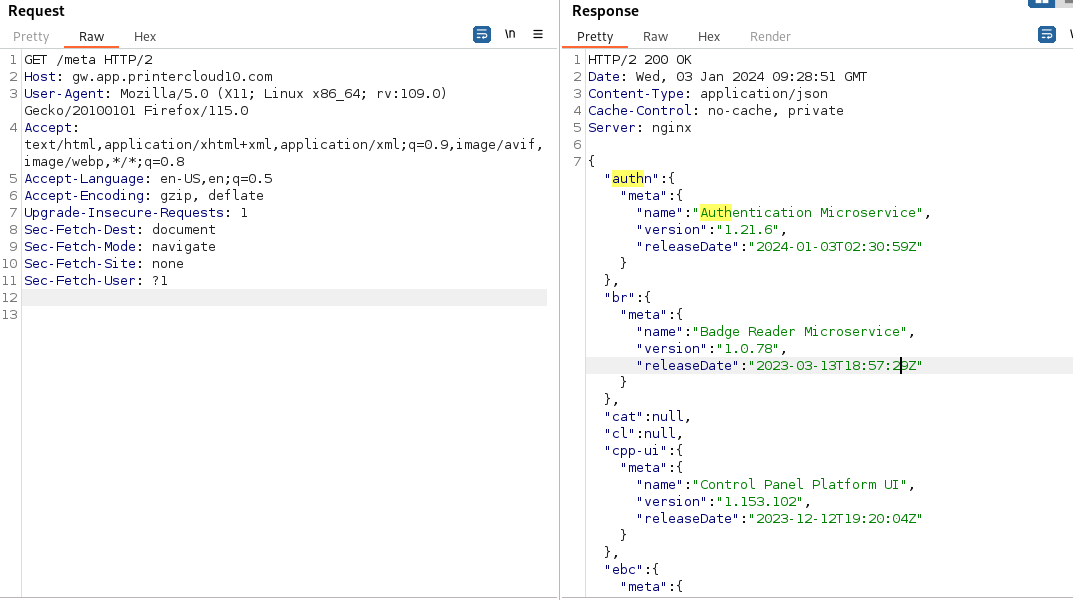 Request
Pretty Raw Hex \n ≡
1 GET /meta HTTP/2
2 Host: gw.app.printercloud10.com
3 User-Agent: Mozilla/5.0 (X11; Linux x86_64; rv:109.0)
Gecko/20100101 Firefox/115.0
4 Accept:
text/html,application/xhtml+xml,application/xml;q=0.9,image/avif,
image/webp,*/*;q=0.8
5 Accept-Language: en-US,en;q=0.5
6 Accept-Encoding: gzip, deflate
7 Upgrade-Insecure-Requests: 1
8 Sec-Fetch-Dest: document
9 Sec-Fetch-Mode: navigate
10 Sec-Fetch-Site: none
11 Sec-Fetch-User: ?1
12
13
Response
Pretty Raw Hex Render
1 HTTP/2 200 OK
2 Date: Wed, 03 Jan 2024 09:28:51 GMT
3 Content-Type: application/json
4 Cache-Control: no-cache, private
5 Server: nginx
6
7 {
"authn":{
"meta":{
"name":"Authentication Microservice",
"version":"1.21.6",
"releaseDate":"2024-01-03T02:30:59Z"
}
},
"br":{
"meta":{
"name":"Badge Reader Microservice",
"version":"1.0.78",
"releaseDate":"2023-03-13T18:57:29Z"
}
},
"cat":null,
"cl":null,
"cpp-ui":{
"meta":{
"name":"Control Panel Platform UI",
"version":"1.153.102",
"releaseDate":"2023-12-12T19:20:04Z"
}
},
"ebc":{
"meta":{